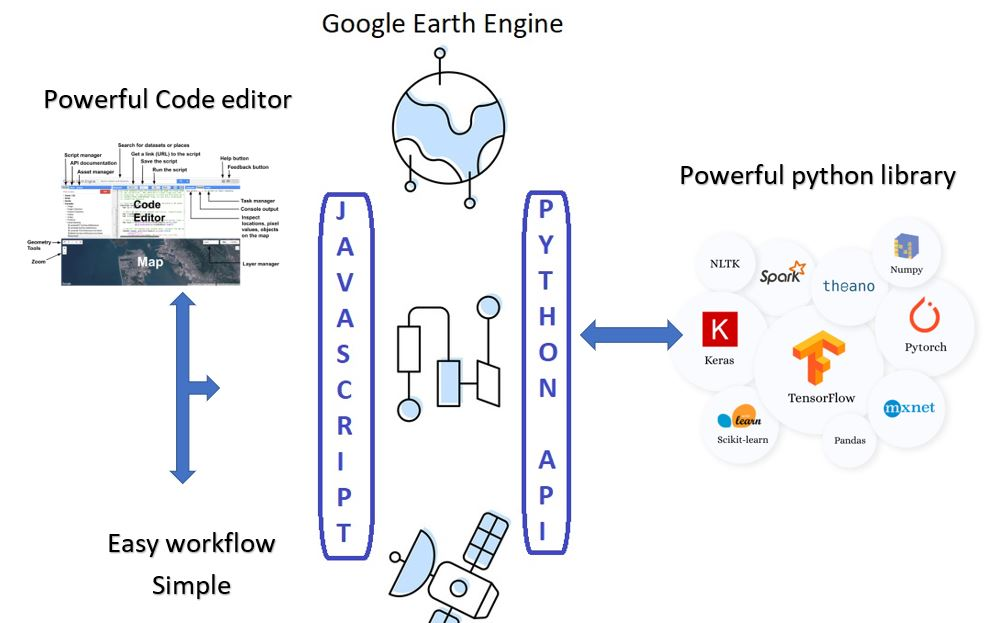 Google Earth Engine
Powerful Code editor
Search for datasets or places
Get a link (URL) to the script
Script manager
Save the script
API documentation
Run the script
Asset manager
Help button
Feedback button
Code
Editor
Task manager
Console output
Inspect
locations, pixel
values, objects
on the map
Geometry
Tools
Zoom
Map
Layer manager
Easy workflow
Simple
JAVASCRIPT
PYTHON API
Powerful python library
NLTK
Spark
theano
Numpy
Keras
K
TensorFlow
Pytorch
learn
Scikit-learn
Pandas
mxnet